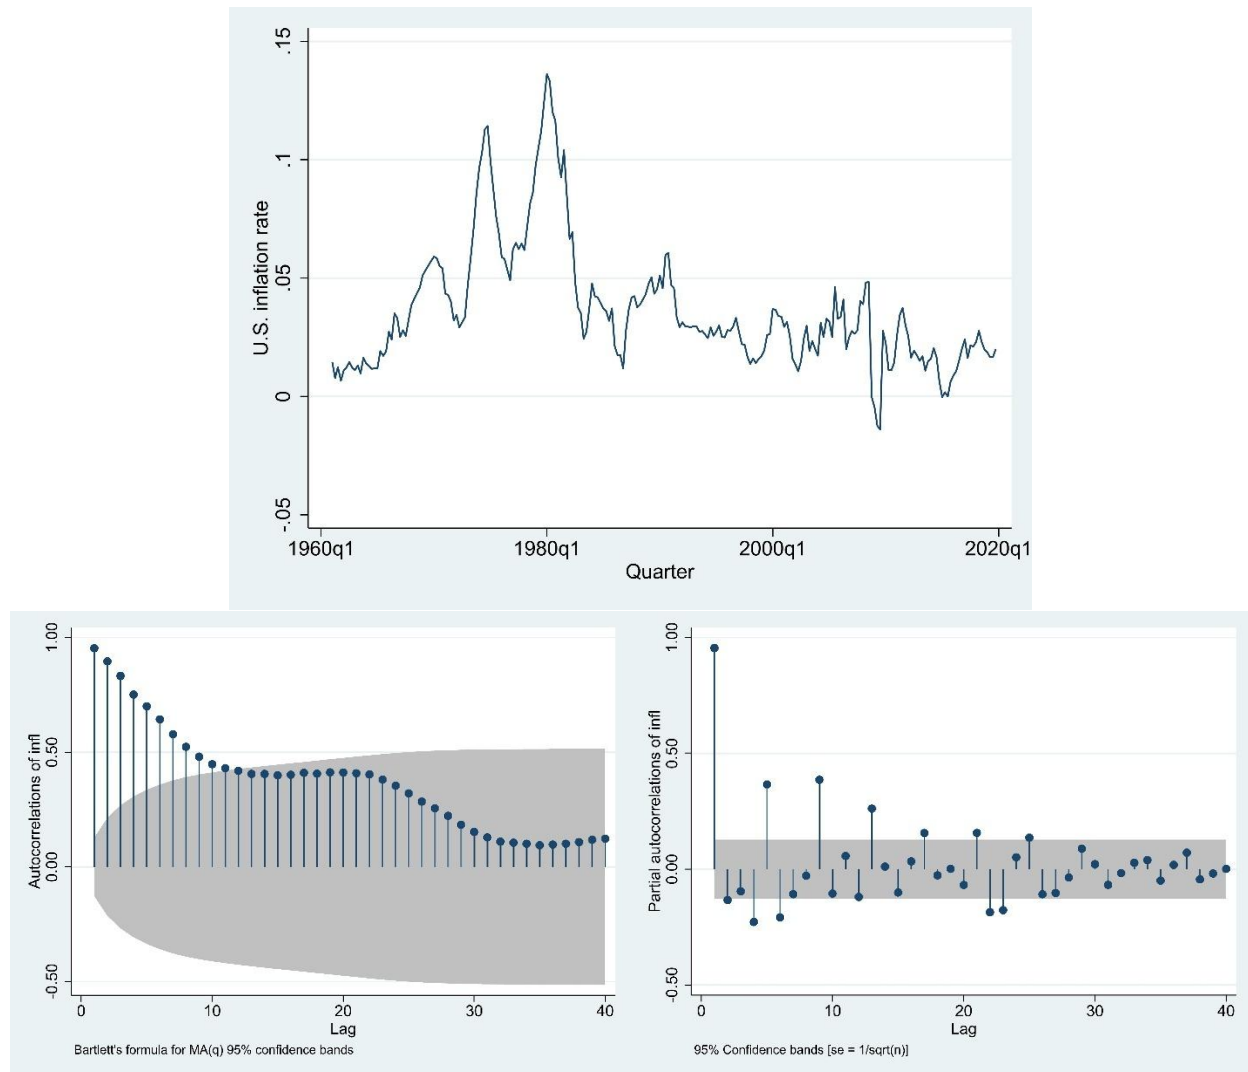 .15
.1
.05
0
-.05
U.S. inflation rate
1960q1 1980q1 2000q1 2020q1
Quarter
1.00
0.50
0.00
-0.50
Autocorrelations of infl
0 10 20 30 40
Lag
Bartlett's formula for MA(q) 95% confidence bands
1.00
0.50
0.00
-0.50
Partial autocorrelations of infl
0 10 20 30 40
Lag
95% Confidence bands [se = 1/sqrt(n)]